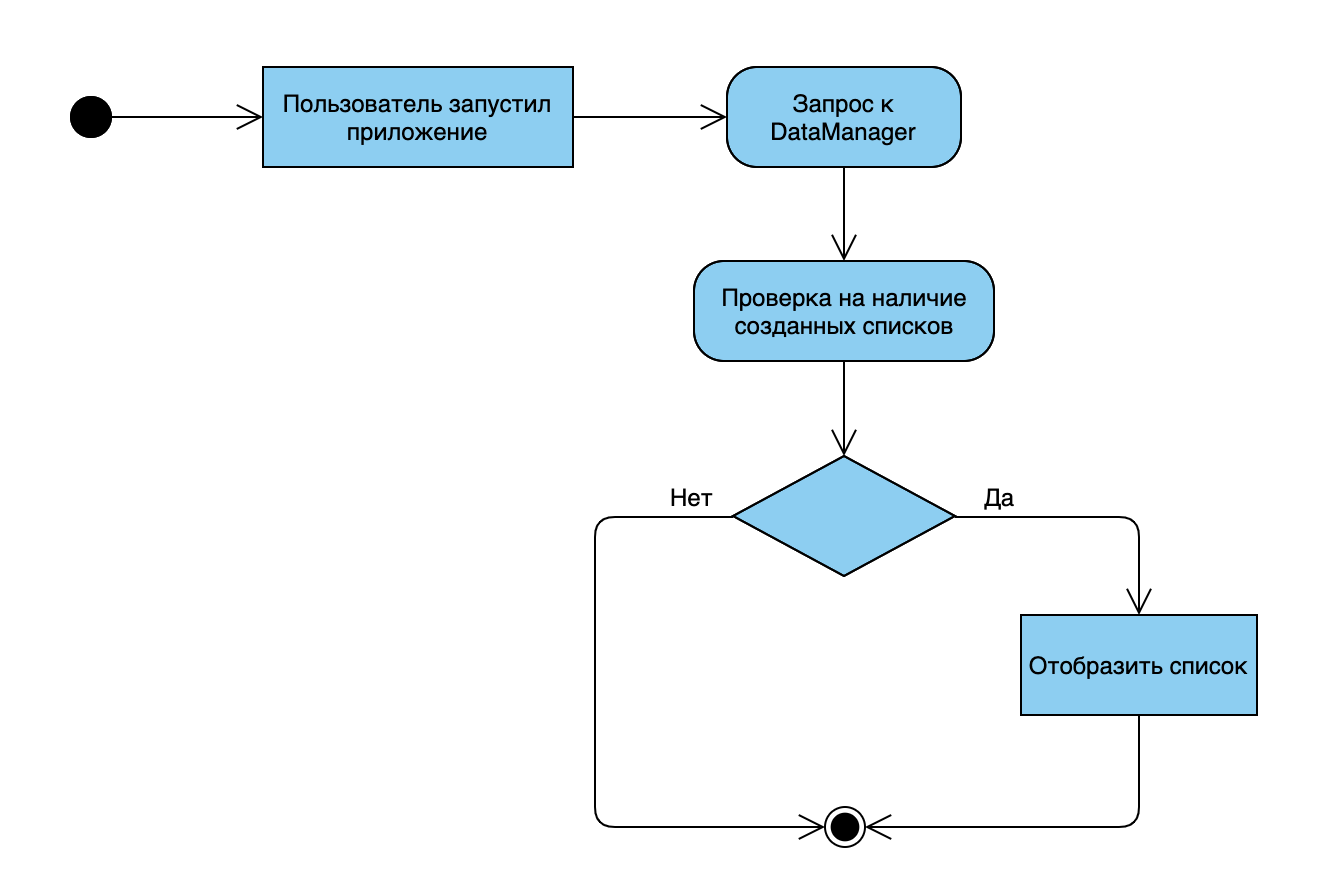 Пользователь запустил
приложение
Запрос к
DataManager
Проверка на наличие
созданных списков
Нет
Да
Отобразить список